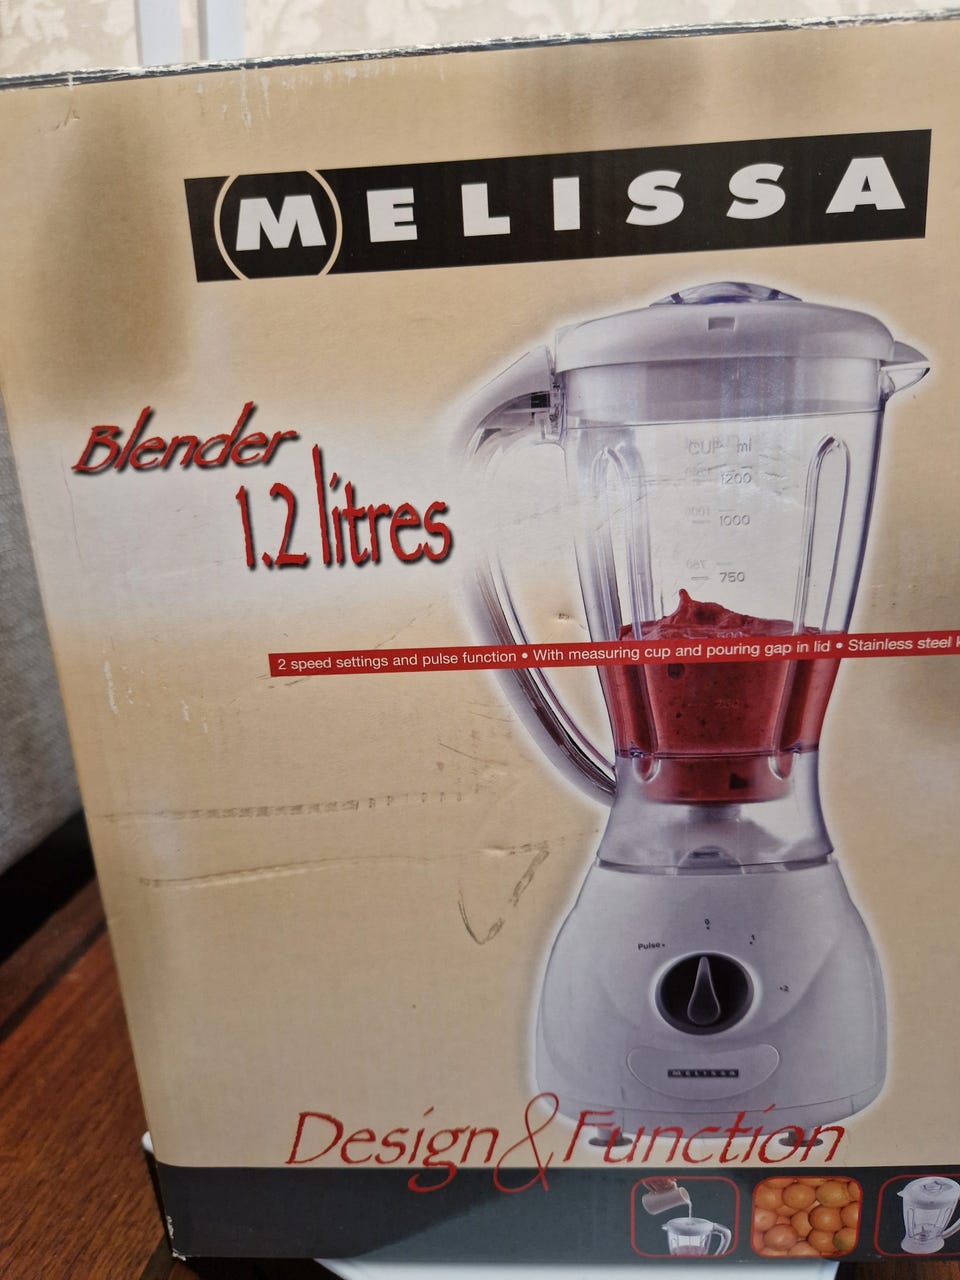 MELISSA
Blender
1.2 litres
CUP ml
1200
1000
750
2 speed settings and pulse function • With measuring cup and pouring gap in lid • Stainless steel
0
Pulse
1
2
MELISSA
Design & Function